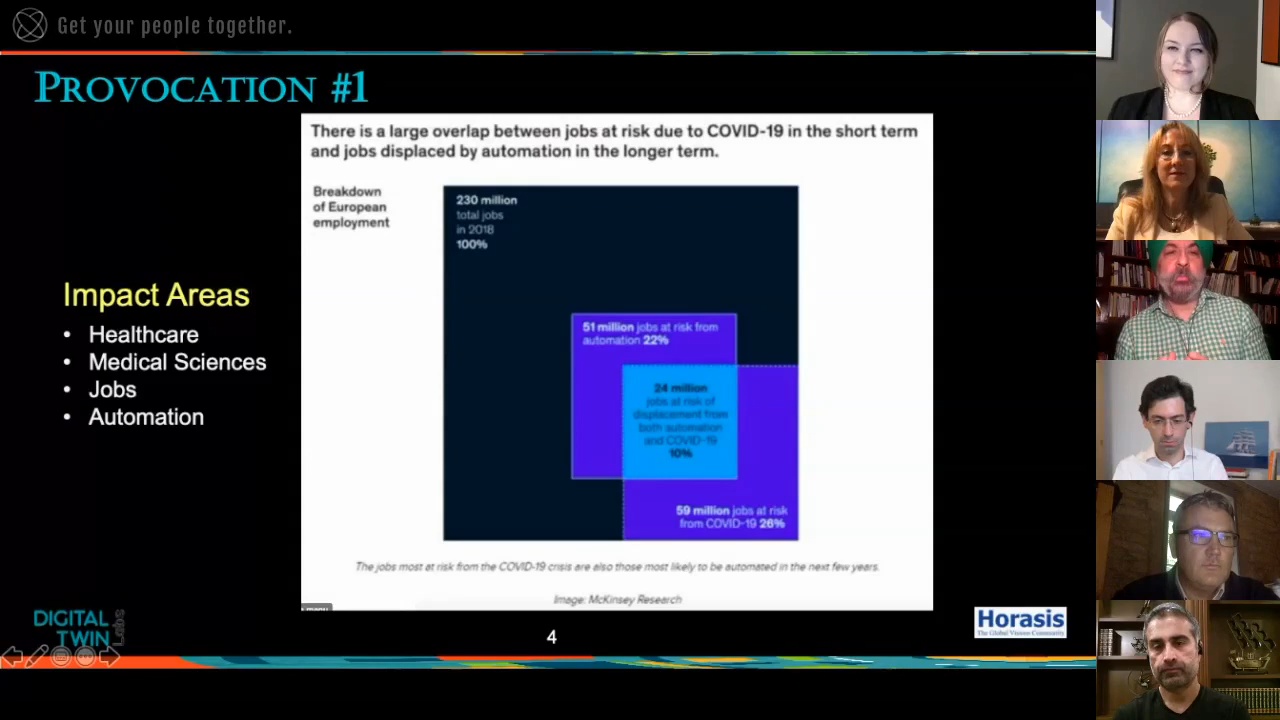 Get your people together.
PROVOCATION #1
There is a large overlap between jobs at risk due to COVID-19 in the short term
and jobs displaced by automation in the longer term.
Breakdown
of European
employment
230 million
total jobs
in 2018
100%
51 million jobs at risk from
automation 22%
24 million
jobs at risk of
displacement from
both automation
and COVID-19
10%
59 million jobs at risk
from COVID-19 26%
The jobs most at risk from the COVID-19 crisis are also those most likely to be automated in the next few years.
Image: McKinsey Research
Impact Areas
• Healthcare
• Medical Sciences
• Jobs
• Automation
DIGITAL
TWIN
Labs
4
Horasis
The Global Visions Community